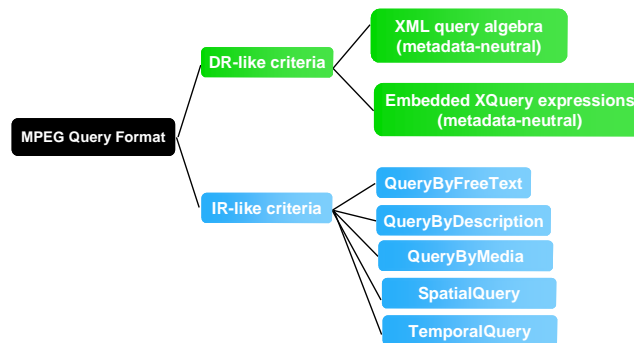 MPEG Query Format
DR-like criteria
XML query algebra
(metadata-neutral)
Embedded XQuery expressions
(metadata-neutral)
IR-like criteria
QueryByFreeText
QueryByDescription
QueryByMedia
SpatialQuery
TemporalQuery